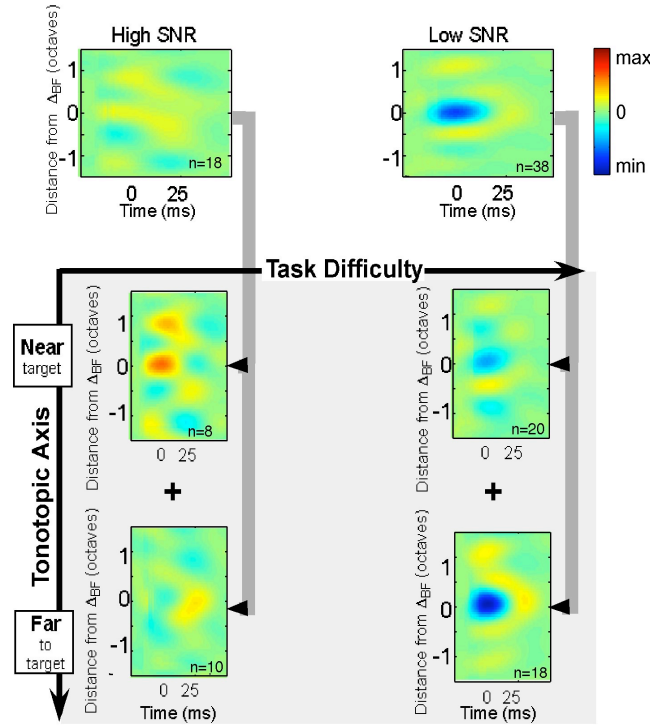 High SNR
Low SNR
Distance from Δ_BF (octaves)
1
0
-1
n=18
0 25
Time (ms)
Distance from Δ_BF (octaves)
1
0
-1
n=38
0 25
Time (ms)
max
0
min
Task Difficulty
Tonotopic Axis
Near
target
Far
to
target
Distance from Δ_BF (octaves)
1
0
-1
n=8
0 25
Distance from Δ_BF (octaves)
1
0
-1
n=20
0 25
+
+
Distance from Δ_BF (octaves)
1
0
-
n=10
0 25
Time (ms)
Distance from Δ_BF (octaves)
1
0
-1
n=18
0 25
Time (ms)